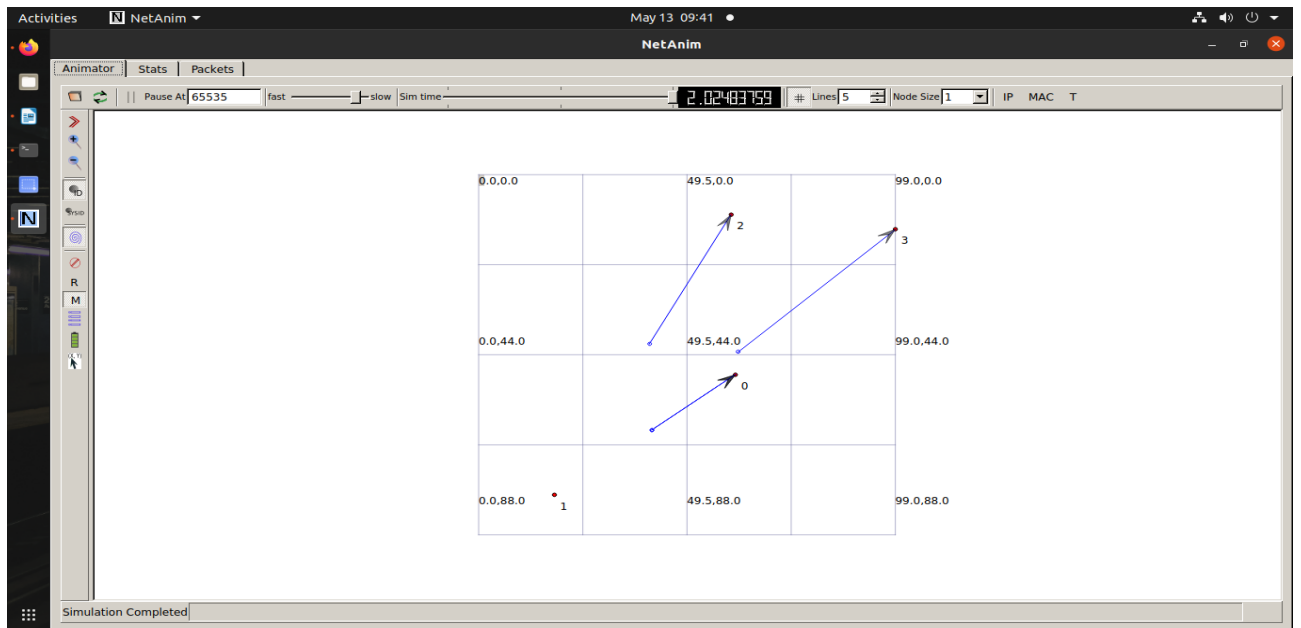 Activities N NetAnim May 13 09:41
NetAnim
Animator Stats Packets
Pause At 65535 fast slow Sim time 2.02483759 # Lines 5 Node Size 1 IP MAC T
ID
SYSID
R
M
0.0,0.0 49.5,0.0 99.0,0.0
2
3
0.0,44.0 49.5,44.0 99.0,44.0
0
0.0,88.0 49.5,88.0 99.0,88.0
1
Simulation Completed